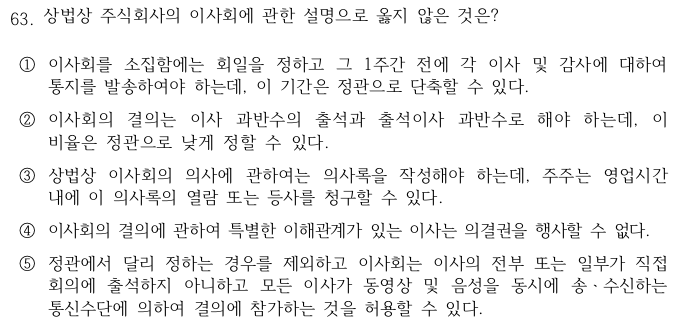 63. 상법상 주식회사의 이사회에 관한 설명으로 옳지 않은 것은?
① 이사회를 소집함에는 회일을 정하고 그 1주간 전에 각 이사 및 감사에 대하여
통지를 발송하여야 하는데, 이 기간은 정관으로 단축할 수 있다.
② 이사회의 결의는 이사 과반수의 출석과 출석이사 과반수로 해야 하는데, 이
비율은 정관으로 낮게 정할 수 있다.
③ 상법상 이사회의 의사에 관하여는 의사록을 작성해야 하는데, 주주는 영업시간
내에 이 의사록의 열람 또는 등사를 청구할 수 있다.
④ 이사회의 결의에 관하여 특별한 이해관계가 있는 이사는 의결권을 행사할 수 없다.
⑤ 정관에서 달리 정하는 경우를 제외하고 이사회는 이사의 전부 또는 일부가 직접
회의에 출석하지 아니하고 모든 이사가 동영상 및 음성을 동시에 송ㆍ수신하는
통신수단에 의하여 결의에 참가하는 것을 허용할 수 있다.